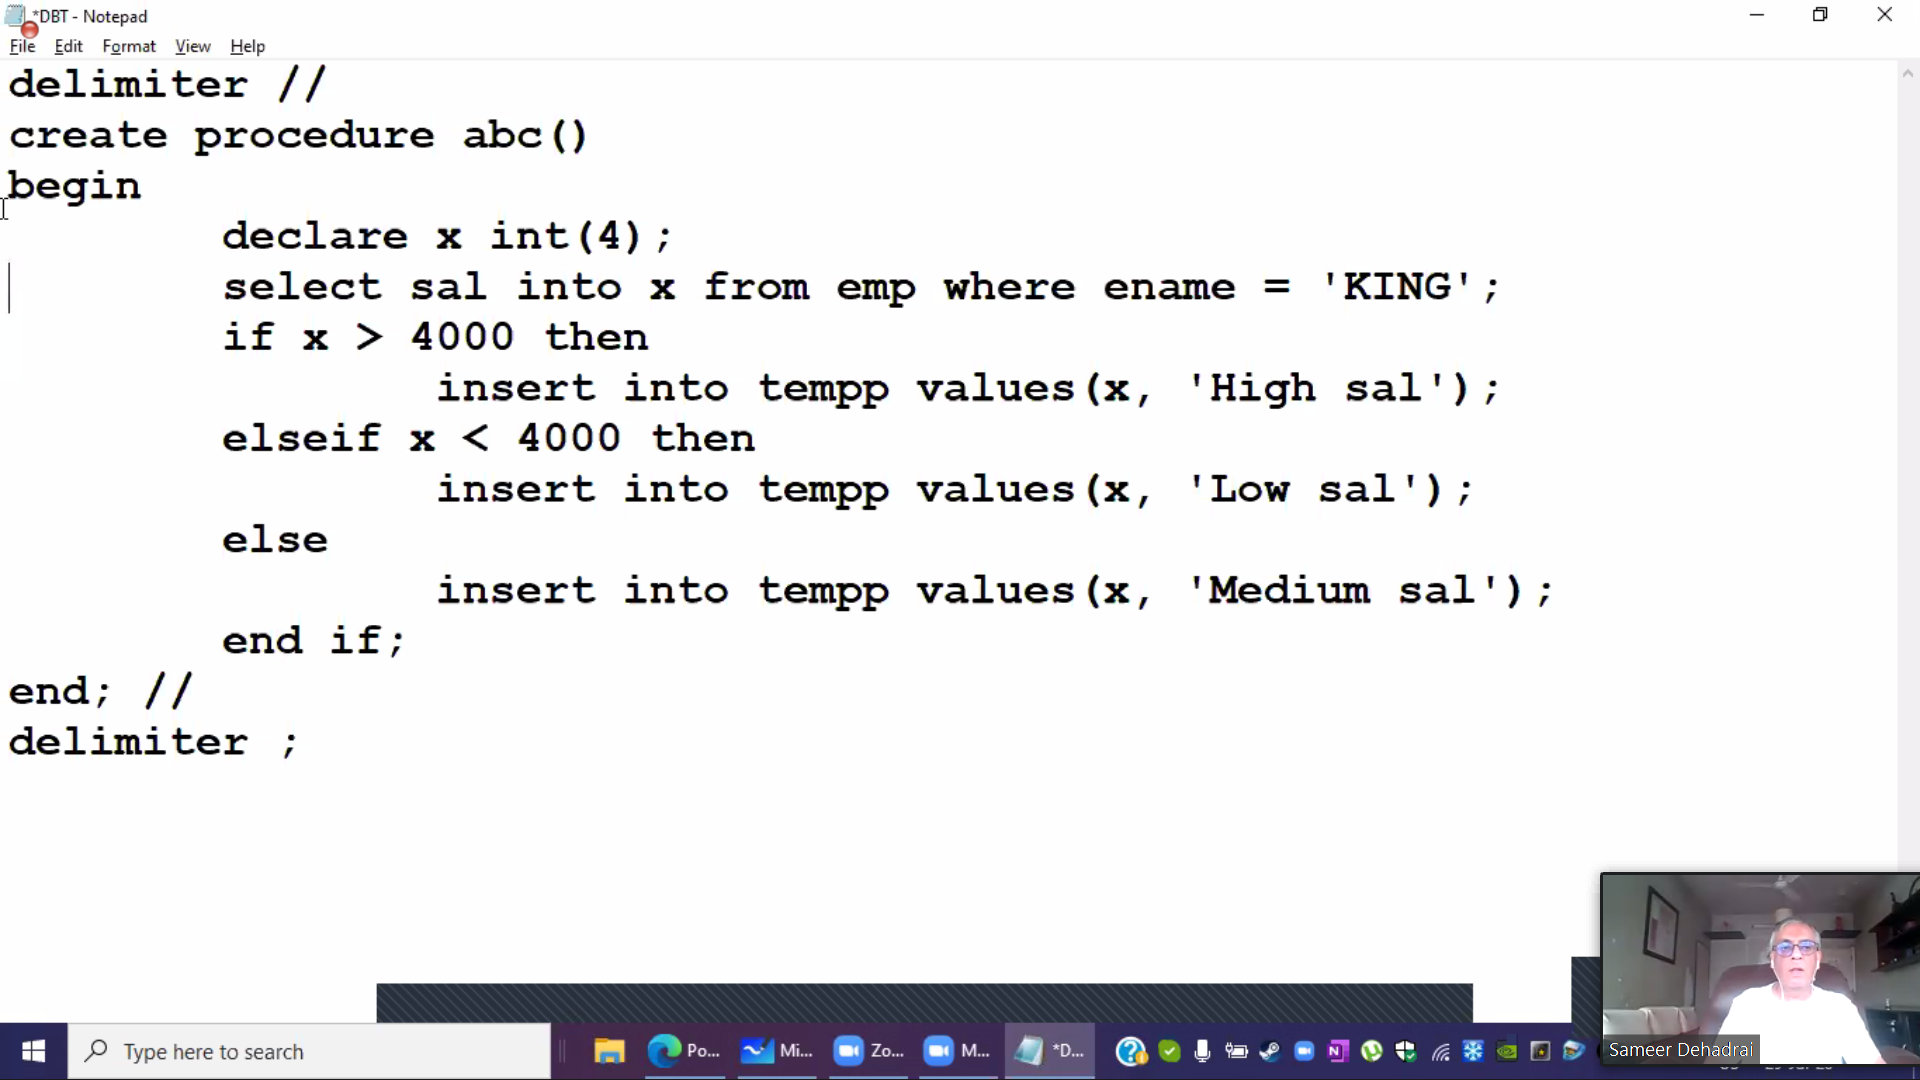 *DBT - Notepad
File Edit Format View Help
delimiter //
create procedure abc()
begin
declare x int(4);
select sal into x from emp where ename = 'KING';
if x > 4000 then
insert into tempp values(x, 'High sal');
elseif x < 4000 then
insert into tempp values(x, 'Low sal');
else
insert into tempp values(x, 'Medium sal');
end if;
end; //
delimiter ;
Sameer Dehadrai
Type here to search
Po...
Mi...
Zo...
M...
*D...